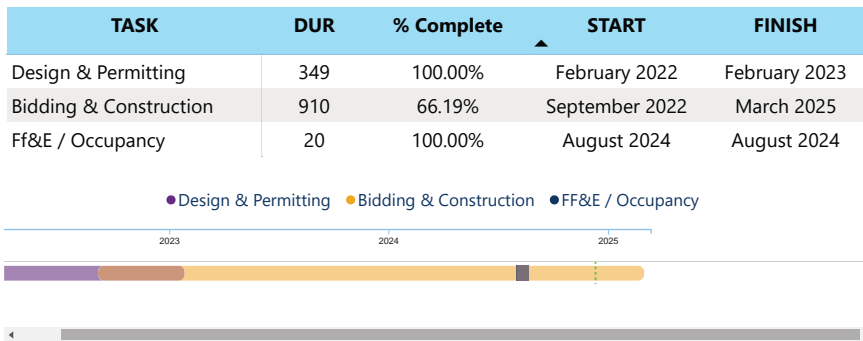 TASK DUR % Complete START FINISH
Design & Permitting 349 100.00% February 2022 February 2023
Bidding & Construction 910 66.19% September 2022 March 2025
Ff&E / Occupancy 20 100.00% August 2024 August 2024
Design & Permitting Bidding & Construction FF&E / Occupancy
2023 2024 2025